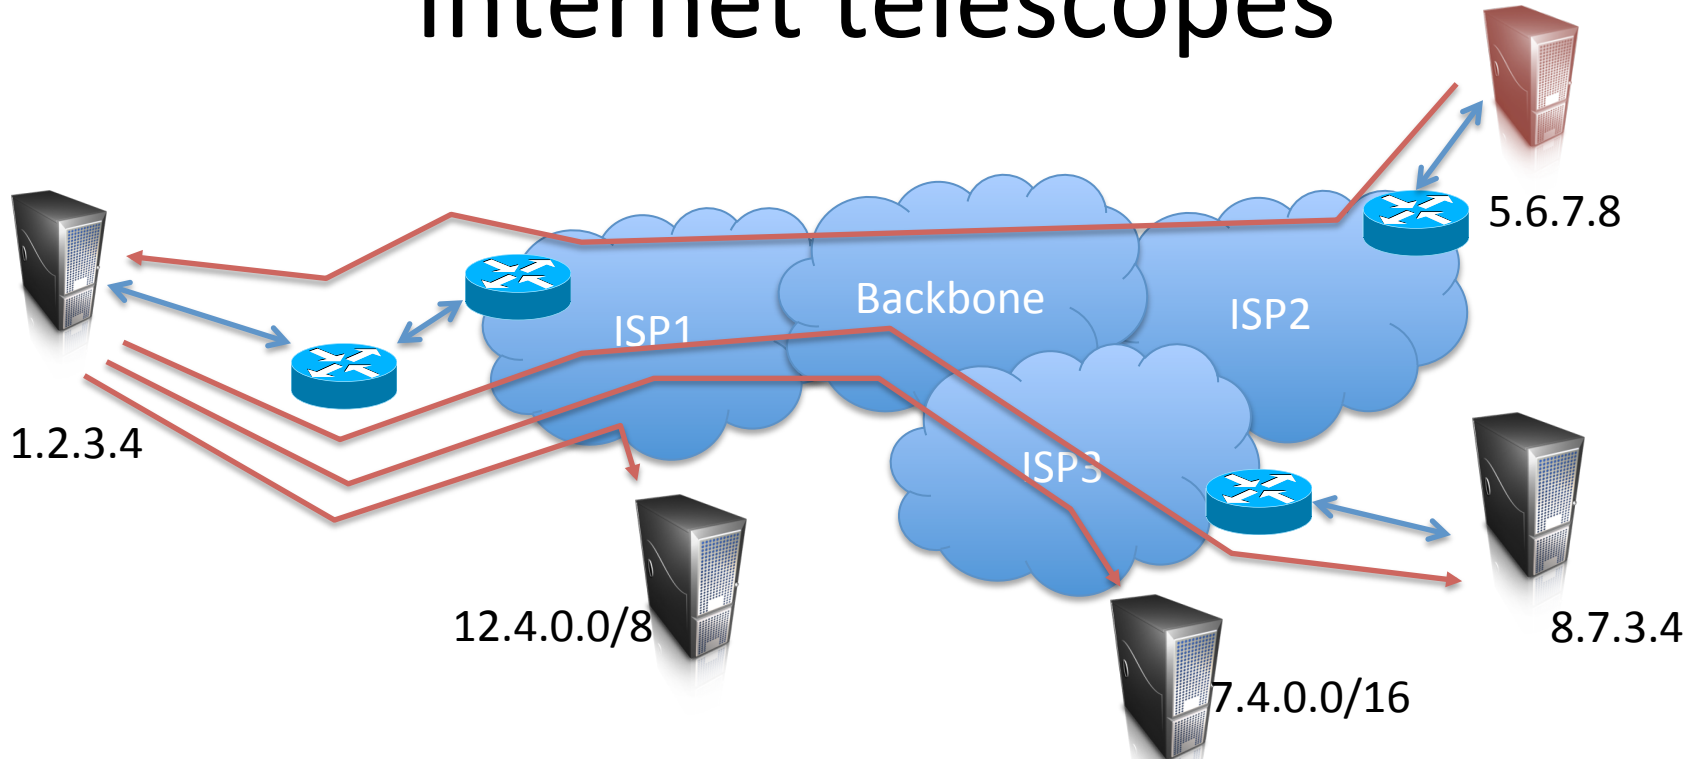 Internet telescopes
5.6.7.8
Backbone
ISP2
ISP1
1.2.3.4
ISP3
12.4.0.0/8
8.7.3.4
7.4.0.0/16